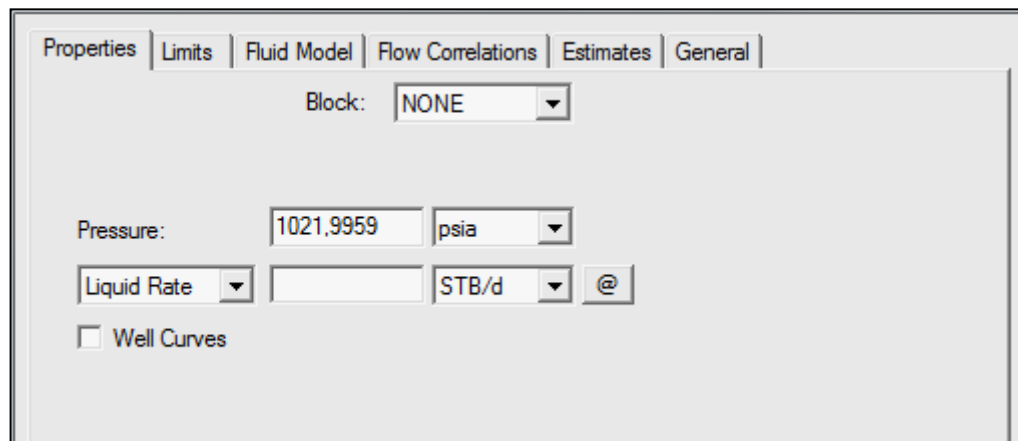 Properties Limits Fluid Model Flow Correlations Estimates General
Block: NONE
Pressure: 1021,9959 psia
Liquid Rate STB/d @
Well Curves